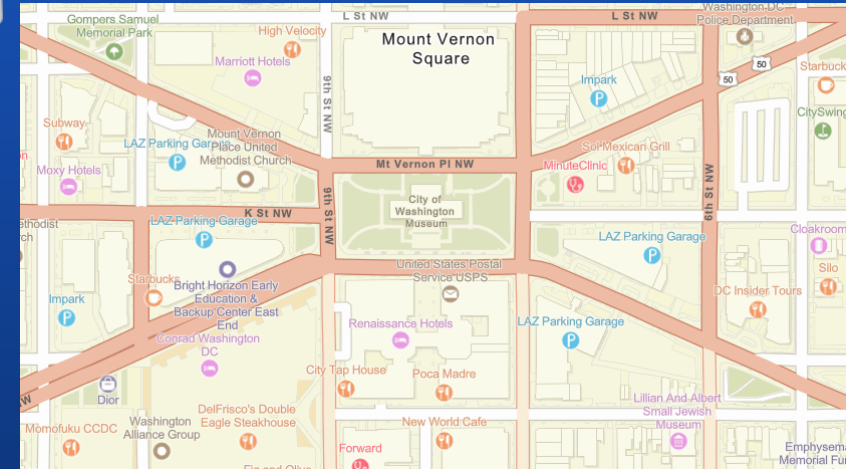 Gompers Samuel
Memorial Park
L St NW
L St NW
Washington DC
Police Department
High Velocity
Mount Vernon
Square
Marriott Hotels
50
50
Starbuck
Impark
9th St NW
CitySwing
Subway
LAZ Parking Garage
Mount Vernon
Place United
Methodist Church
Sol Mexican Grill
Mt Vernon Pl NW
MinuteClinic
Moxy Hotels
on
6th St NW
City of
Washington
Museum
9th St NW
K St NW
LAZ Parking Garage
ethodist
rch
Cloakroom
LAZ Parking Garage
United States Postal
Service USPS
Silo
Starbucks
Bright Horizon Early
Education &
Backup Center East
End
DC Insider Tours
Impark
Renaissance Hotels
LAZ Parking Garage
Conrad Washington
DC
City Tap House
Poca Madre
Dior
W
Lillian And Albert
Small Jewish
Museum
DelFrisco's Double
Eagle Steakhouse
Washington
Alliance Group
Momofuku CCDC
New World Cafe
Forward
Emphysema
Memorial Fu
Fig and Olive